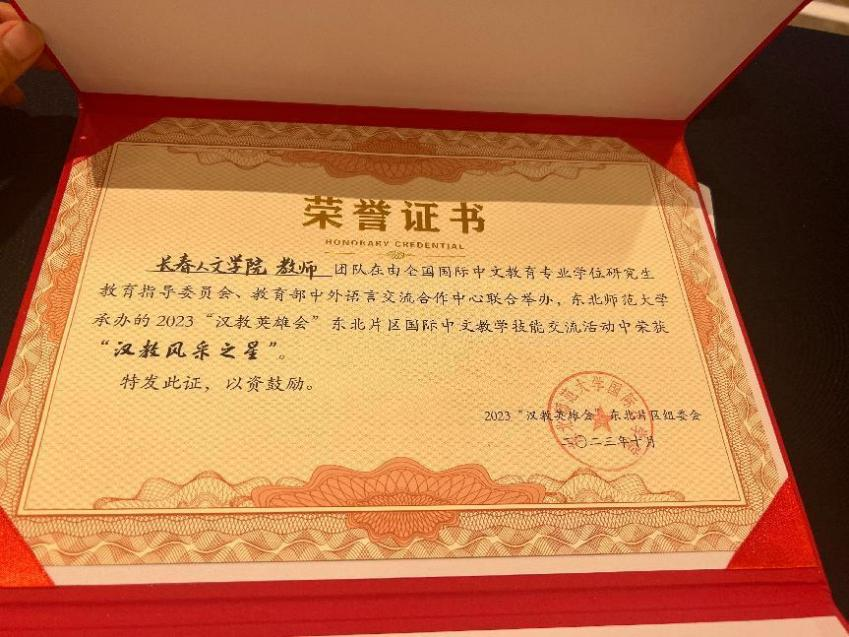 荣誉证书
HONORARY CREDENTIAL
长春人文学院 教师 团队在由全国国际中文教育专业学位研究生
教育指导委员会、教育部中外语言交流合作中心联合举办，东北师范大学
承办的2023“汉教英雄会”东北片区国际中文教学技能交流活动中荣获
“汉教风采之星”。
特发此证，以资鼓励。
2023“汉教英雄会”东北片区组委会
二〇二三年十月